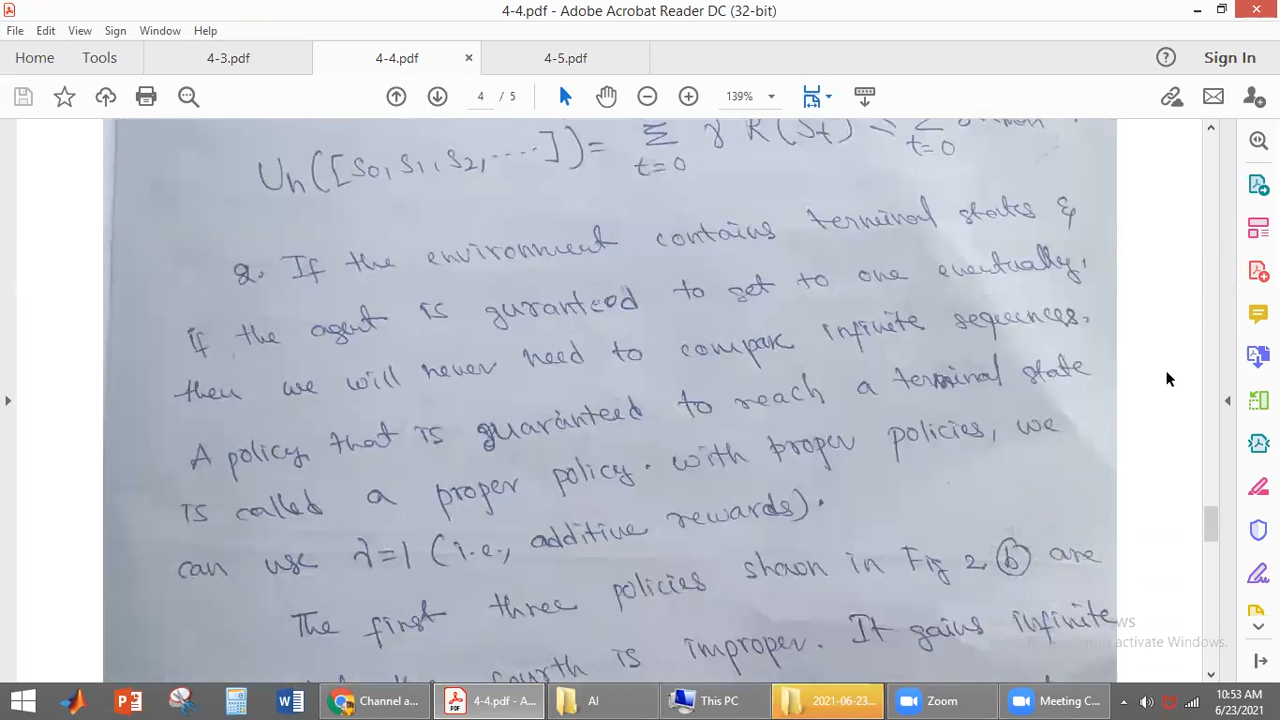 4-4.pdf - Adobe Acrobat Reader DC (32-bit)
File Edit View Sign Window Help
Home Tools 4-3.pdf 4-4.pdf × 4-5.pdf ? Sign In
4 / 5 139%
Uh([S0, S1, S2, ....]) = Σ t=0 γ R(St) Σ t=0
2. If the environment contains terminal states &
if the agent is guranteed to set to one eventually,
then we will never need to compare infinite sequences.
A policy that is guaranteed to reach a terminal state
is called a proper policy. with proper policies, we
can use λ=1 (i.e., additive rewards).
The first three policies shown in Fig 2 (b) are
fourth is improper. It gains infinite
activate Windows.
Channel a... 4-4.pdf - A... AI This PC 2021-06-23... Zoom Meeting C...
10:53 AM
6/23/2021